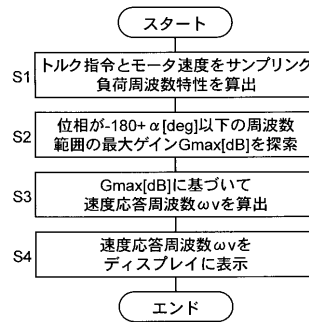 スタート
S1
トルク指令とモータ速度をサンプリング
負荷周波数特性を算出
S2
位相が-180+α[deg]以下の周波数
範囲の最大ゲインGmax[dB]を探索
S3
Gmax[dB]に基づいて
速度応答周波数ωvを算出
S4
速度応答周波数ωvを
ディスプレイに表示
エンド